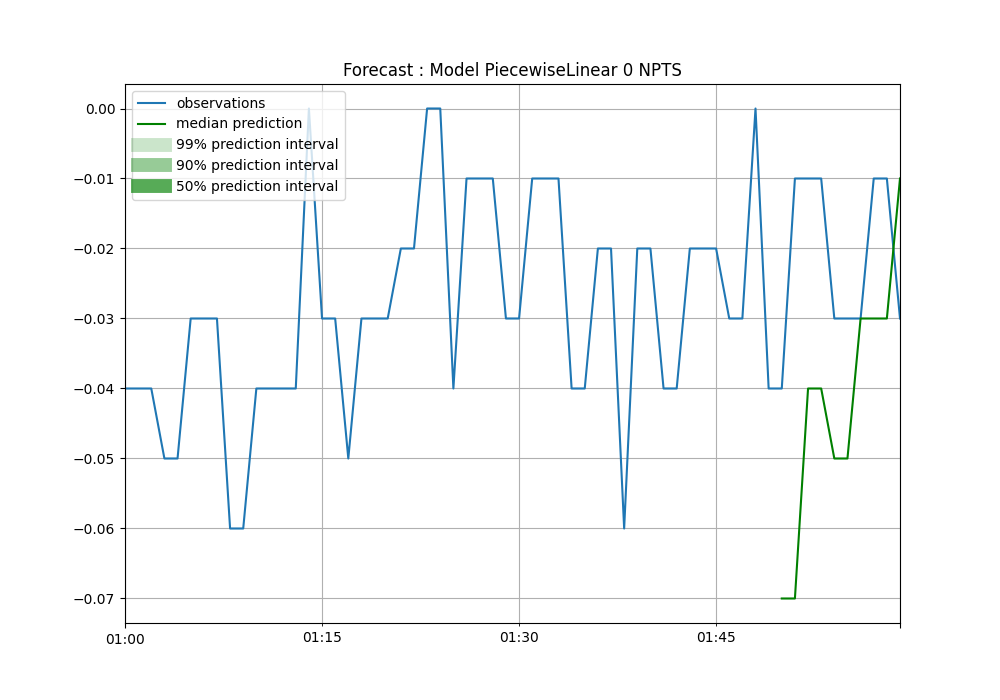 Forecast : Model PiecewiseLinear 0 NPTS
observations
median prediction
99% prediction interval
90% prediction interval
50% prediction interval
0.00
−0.01
−0.02
−0.03
−0.04
−0.05
−0.06
−0.07
01:00
01:15
01:30
01:45